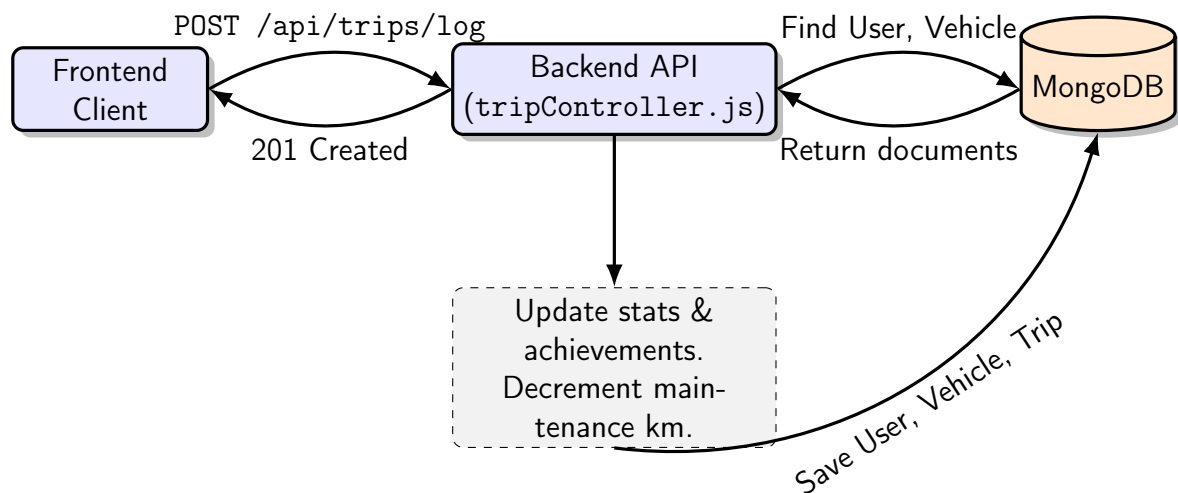 POST /api/trips/log
Find User, Vehicle
Frontend
Client
Backend API
(tripController.js)
MongoDB
201 Created
Return documents
Update stats &
achievements.
Decrement main-
tenance km.
Save User, Vehicle, Trip